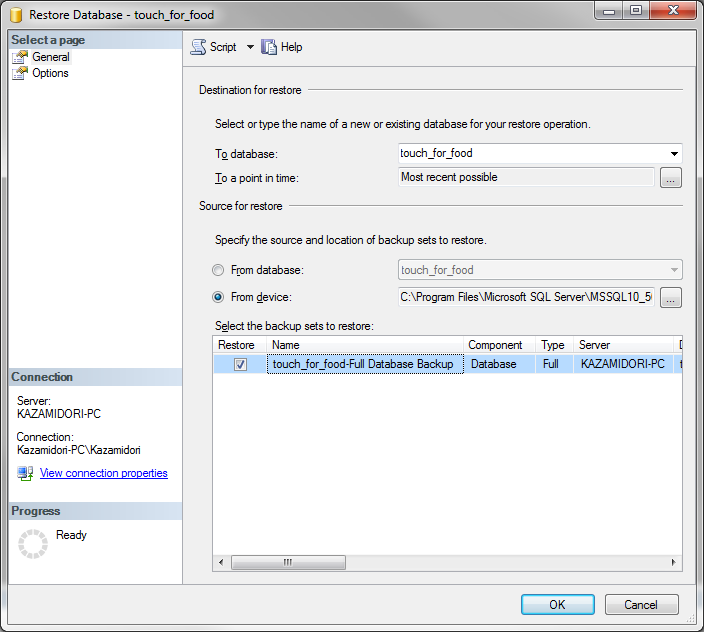 Restore Database - touch_for_food
Select a page
General
Options
Script
Help
Destination for restore
Select or type the name of a new or existing database for your restore operation.
To database:
touch_for_food
To a point in time:
Most recent possible
...
Source for restore
Specify the source and location of backup sets to restore.
From database:
touch_for_food
From device:
C:\Program Files\Microsoft SQL Server\MSSQL10_5
...
Select the backup sets to restore:
Restore Name Component Type Server
touch_for_food-Full Database Backup Database Full KAZAMIDORI-PC
Connection
Server:
KAZAMIDORI-PC
Connection:
Kazamidori-PC\Kazamidori
View connection properties
Progress
Ready
OK
Cancel